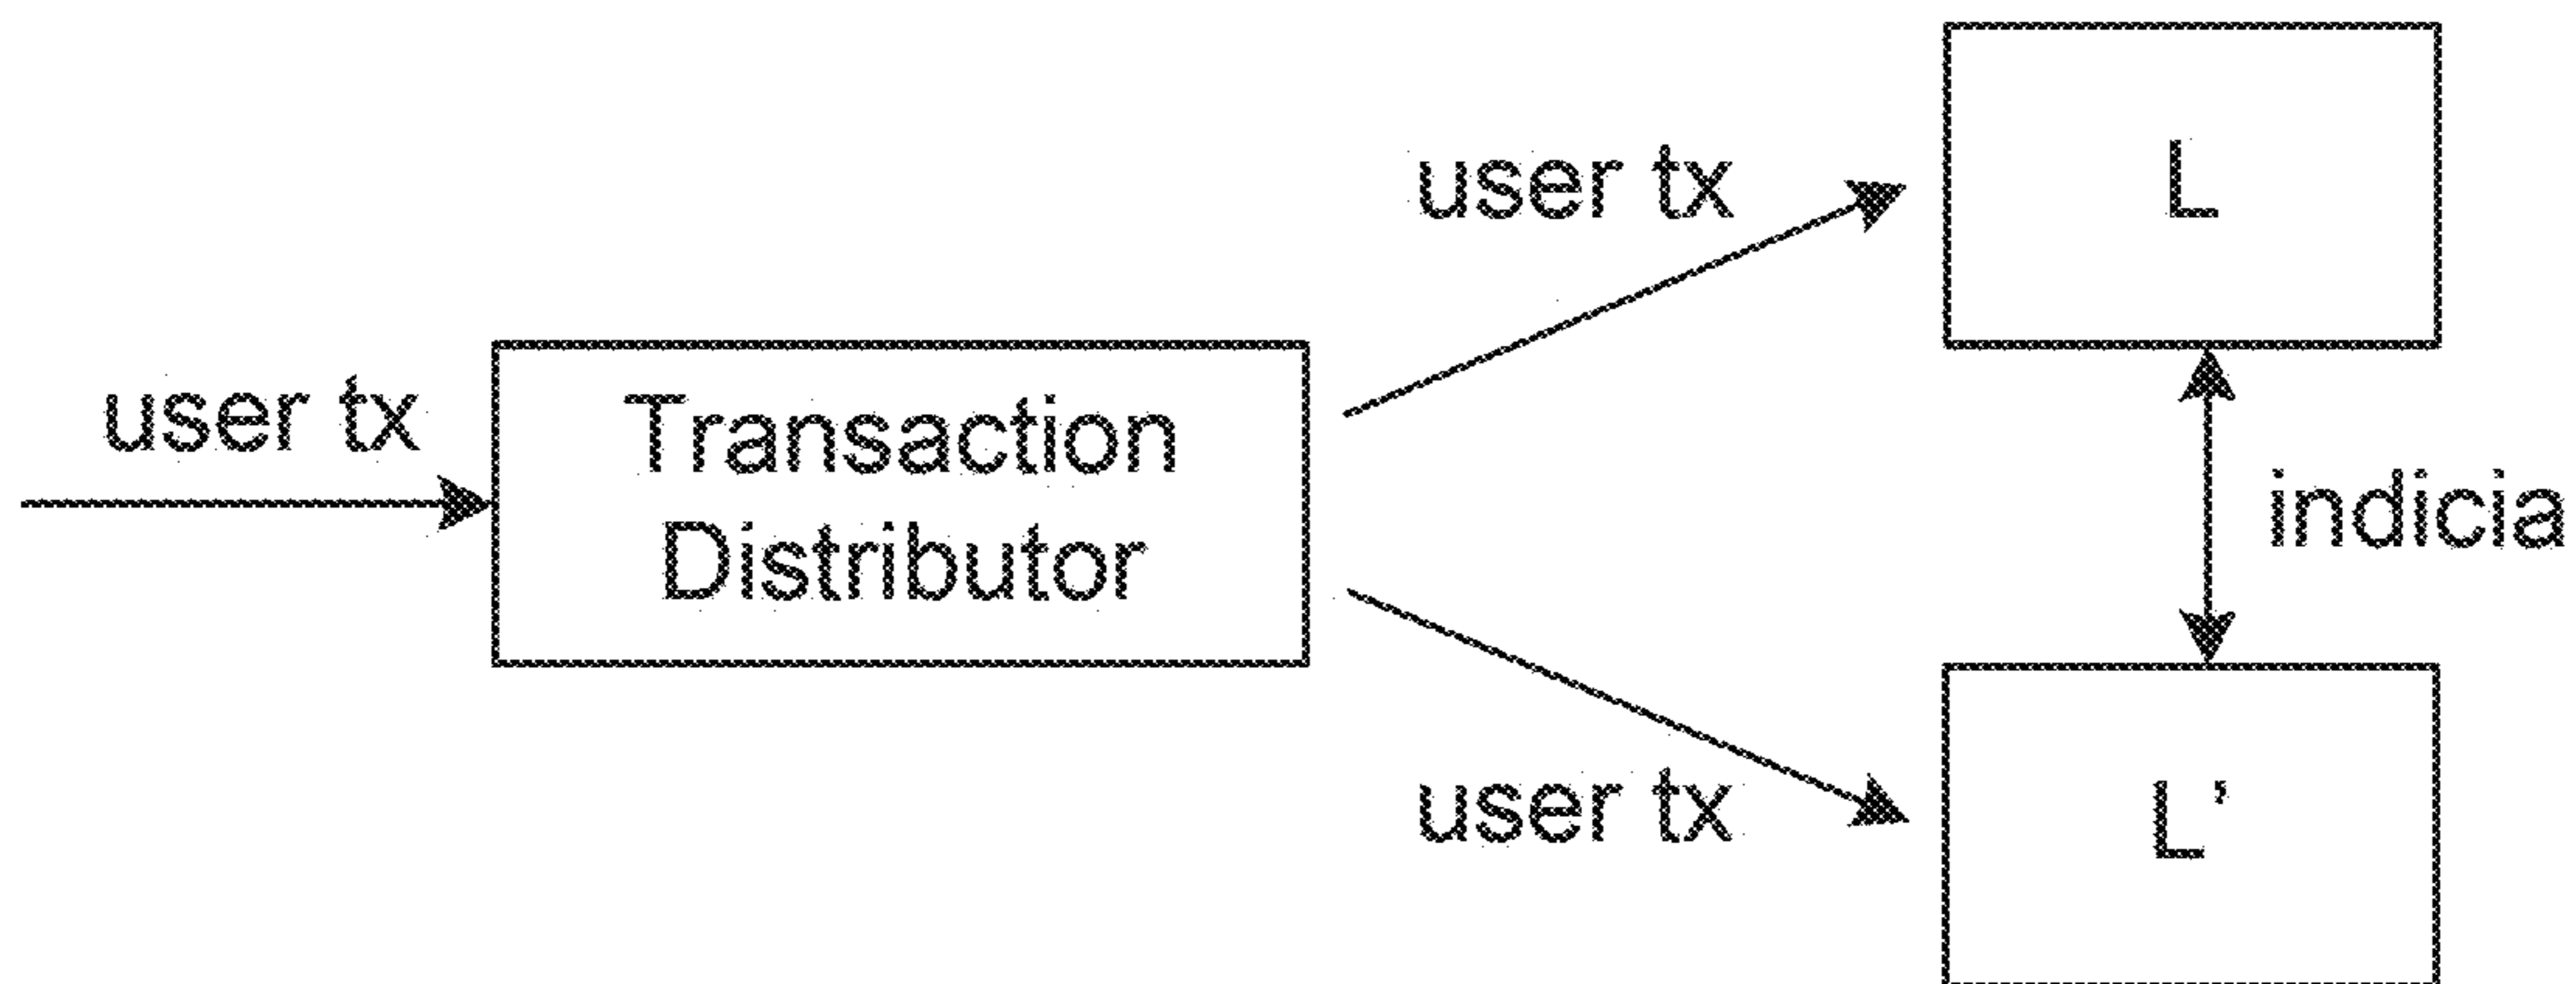 user tx
Transaction
Distributor
user tx
L
indicia
user tx
L’